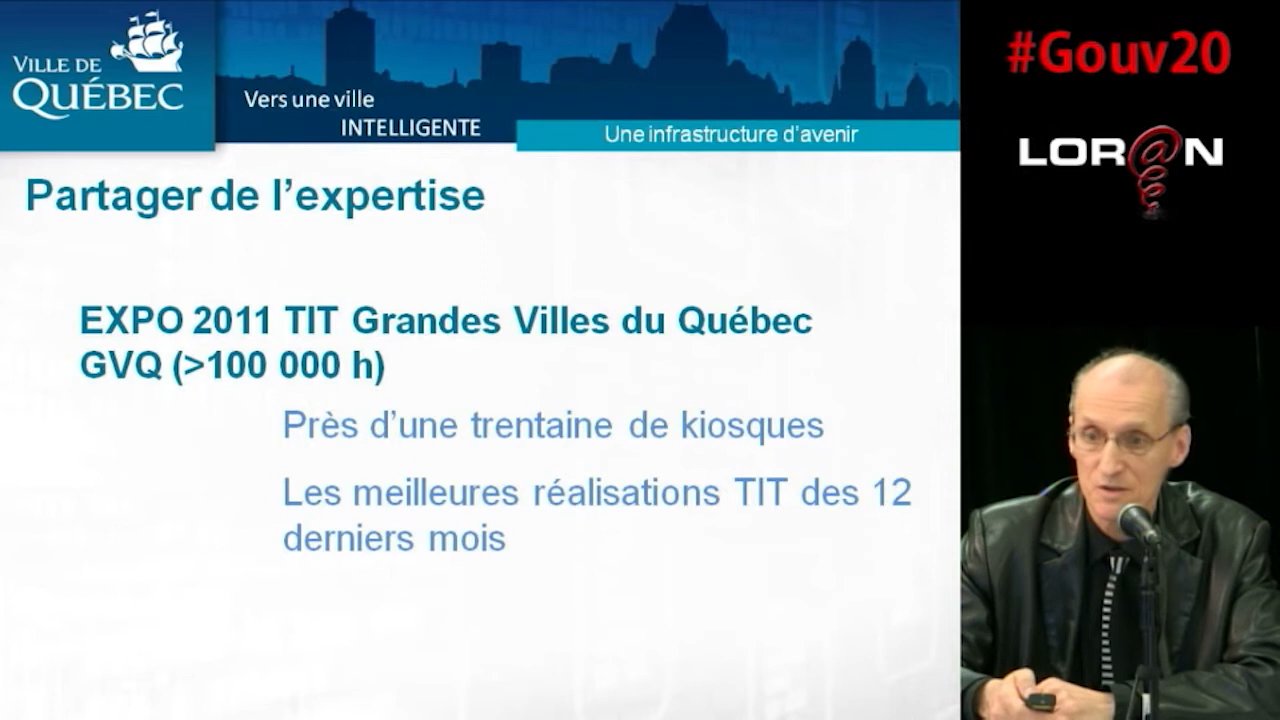 VILLE DE
QUÉBEC
Vers une ville
INTELLIGENTE
Une infrastructure d'avenir
Partager de l'expertise
EXPO 2011 TIT Grandes Villes du Québec
GVQ (>100 000 h)
Près d'une trentaine de kiosques
Les meilleures réalisations TIT des 12
derniers mois
#Gouv20
LOR@N